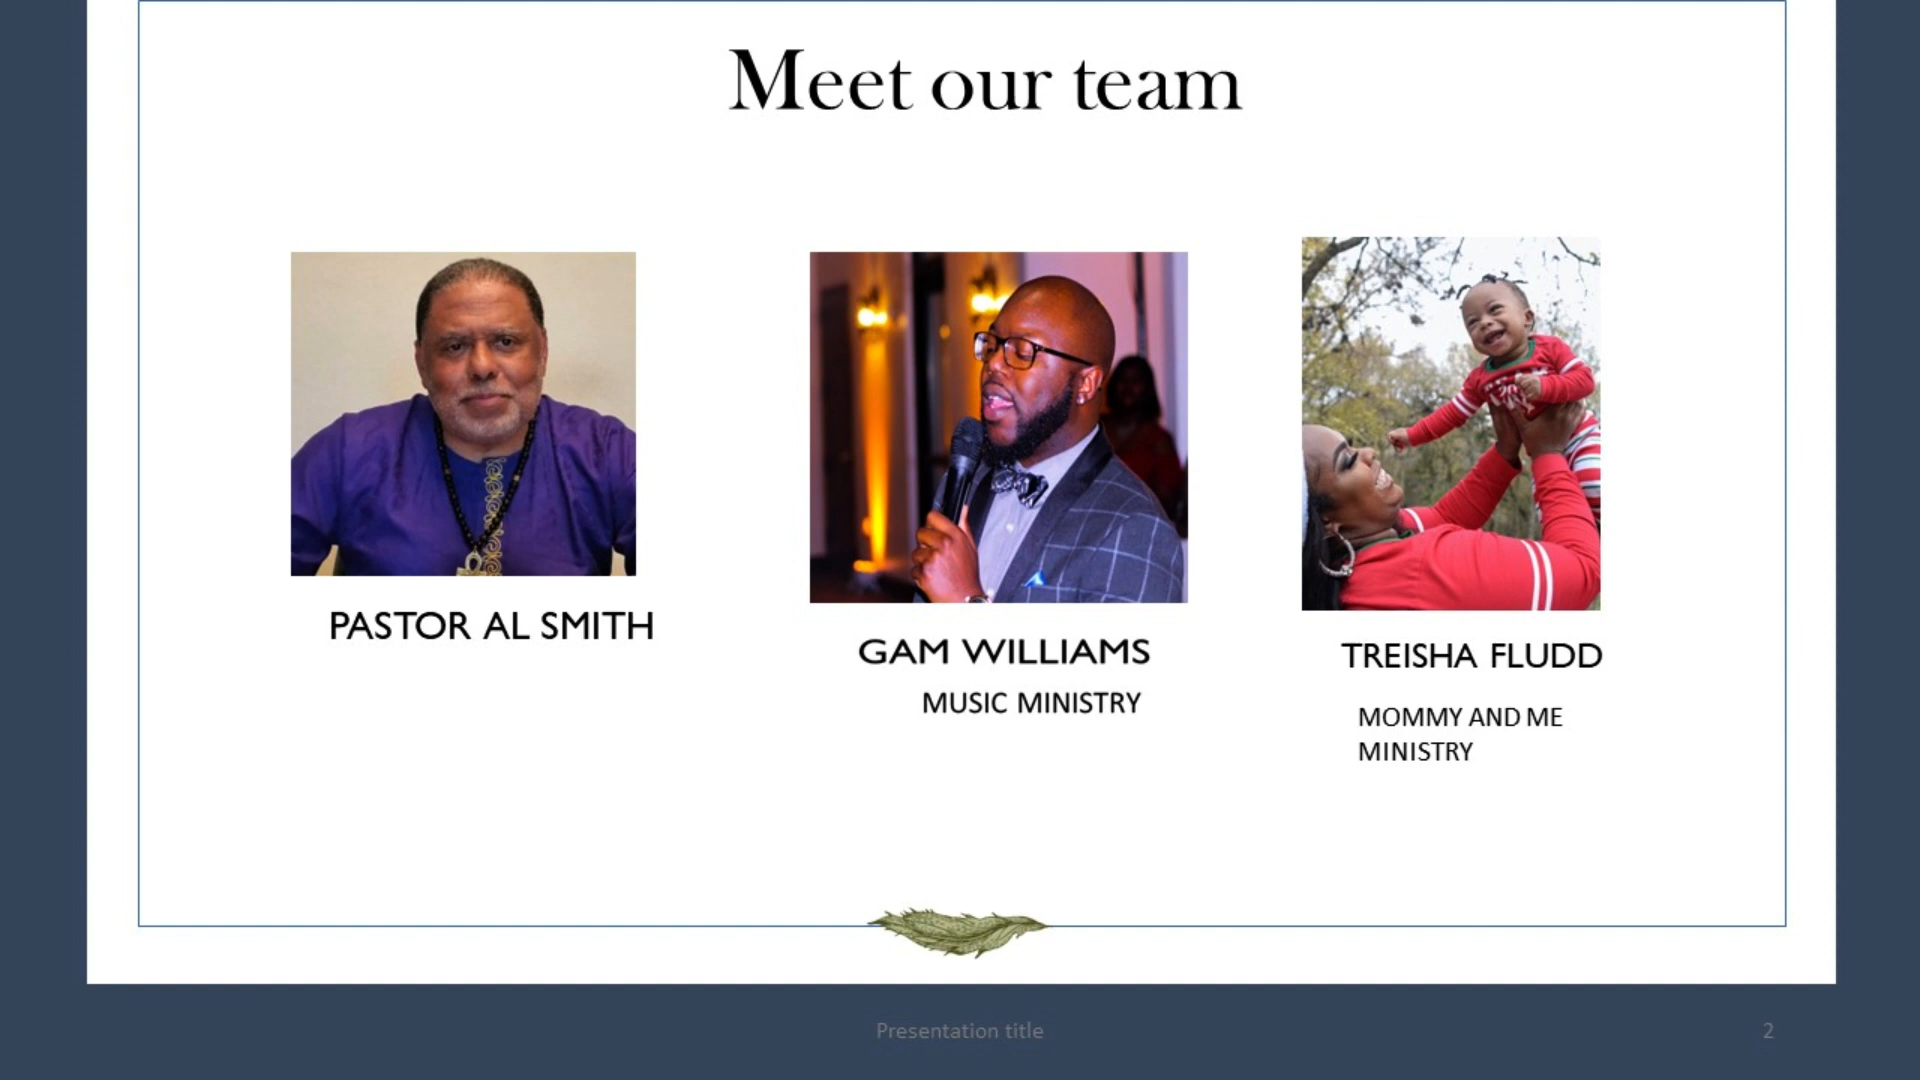 Meet our team
PASTOR AL SMITH
GAM WILLIAMS
MUSIC MINISTRY
TREISHA FLUDD
MOMMY AND ME
MINISTRY
Presentation title
2